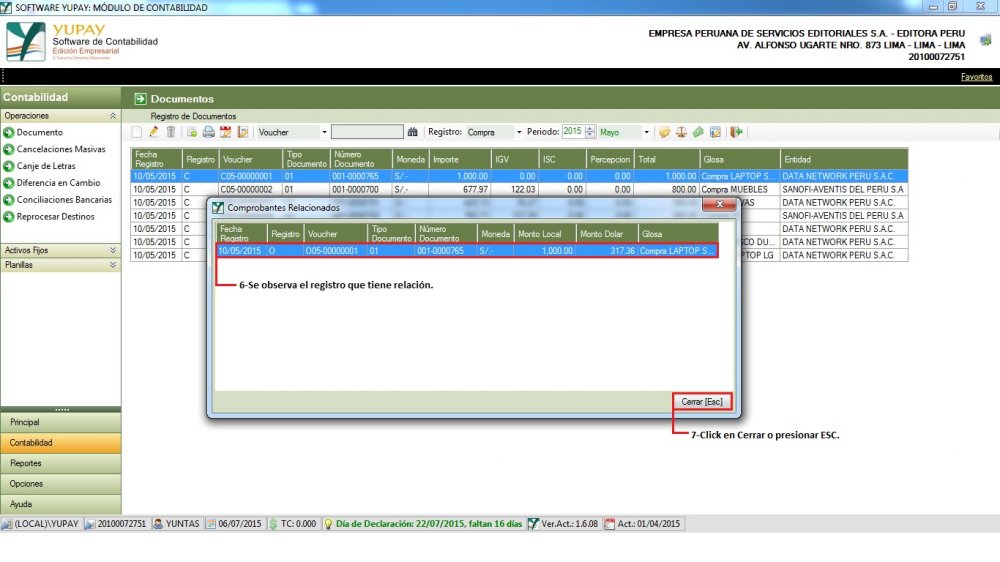 SOFTWARE YUPAY: MÓDULO DE CONTABILIDAD
YUPAY
Software de Contabilidad
Edición Empresarial
EMPRESA PERUANA DE SERVICIOS EDITORIALES S.A. - EDITORA PERU
AV. ALFONSO UGARTE NRO. 873 LIMA - LIMA - LIMA
20100072751
Favoritos
Contabilidad
Documentos
Operaciones
Registro de Documentos
Documento
Voucher
Registro: Compra
Periodo: 2015 Mayo
Cancelaciones Masivas
Canje de Letras
Diferencia en Cambio
Conciliaciones Bancarias
Reprocesar Destinos
Activos Fijos
Planillas
Fecha Registro Registro Voucher Tipo Documento Número Documento Moneda Importe IGV ISC Percepcion Total Glosa Entidad
10/05/2015 C C05-00000001 01 001-0000765 S/.- 1,000.00 0.00 0.00 0.00 1,000.00 Compra LAPTOP S... DATA NETWORK PERU S.A.C.
10/05/2015 C C05-00000002 01 001-0000700 S/.- 677.97 122.03 0.00 0.00 800.00 Compra MUEBLES SANOFI-AVENTIS DEL PERU S.A
10/05/2015 C VAS DATA NETWORK PERU S.A.C.
10/05/2015 C SANOFI-AVENTIS DEL PERU S.A
10/05/2015 C DATA NETWORK PERU S.A.C.
10/05/2015 C SCO DU... DATA NETWORK PERU S.A.C.
10/05/2015 C PTOP LG DATA NETWORK PERU S.A.C.
Comprobantes Relacionados
Fecha Registro Registro Voucher Tipo Documento Número Documento Moneda Monto Local Monto Dolar Glosa
10/05/2015 O O05-00000001 01 001-0000765 S/.- 1,000.00 317.36 Compra LAPTOP S...
6-Se observa el registro que tiene relación.
Cerrar [Esc]
7-Click en Cerrar o presionar ESC.
Principal
Contabilidad
Reportes
Opciones
Ayuda
(LOCAL)\YUPAY 20100072751 YUNTAS 06/07/2015 TC: 0.000 Día de Declaración: 22/07/2015, faltan 16 días Ver.Act.: 1.6.08 Act.: 01/04/2015